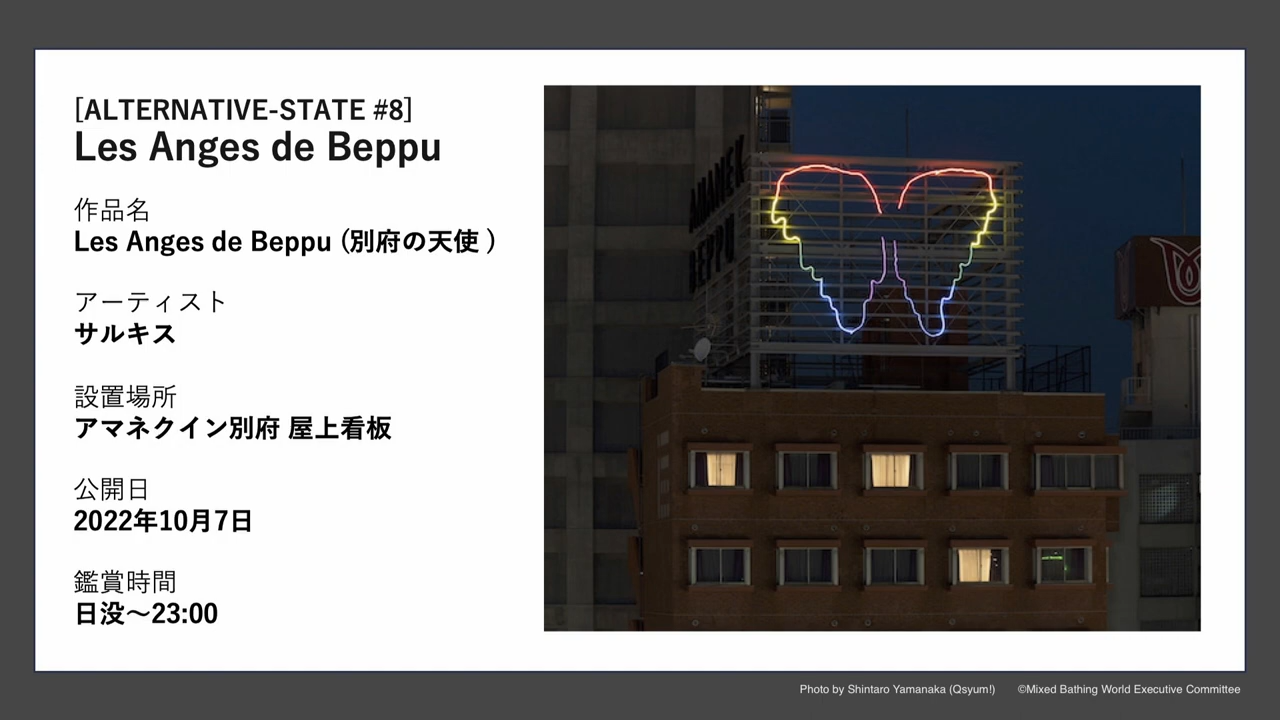 [ALTERNATIVE-STATE #8]
Les Anges de Beppu
作品名
Les Anges de Beppu (別府の天使 )
アーティスト
サルキス
設置場所
アマネクイン別府 屋上看板
公開日
2022年10月7日
鑑賞時間
日没～23:00
AMANEK
BEPPU
Photo by Shintaro Yamanaka (Qsyum!) ©Mixed Bathing World Executive Committee